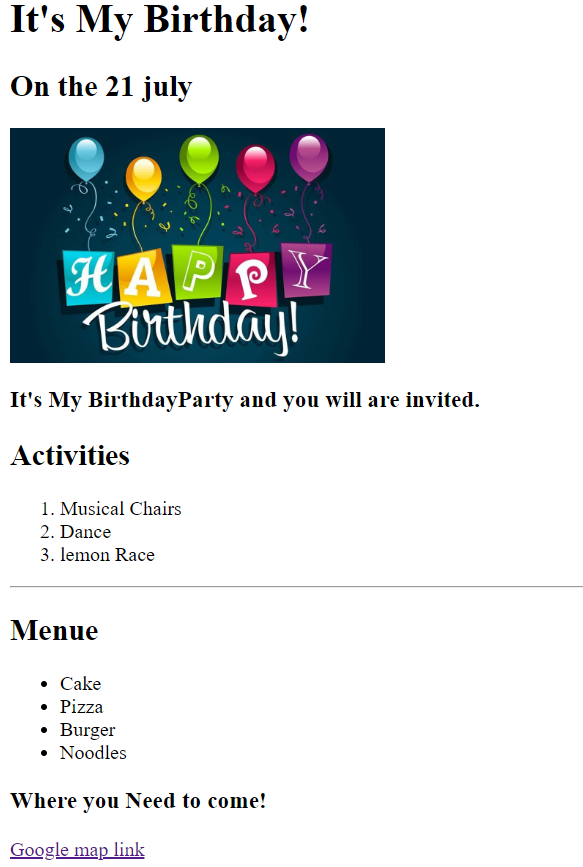 It's My Birthday!
On the 21 july
HAPPY
Birthday!
It's My BirthdayParty and you will are invited.
Activities
1. Musical Chairs
2. Dance
3. lemon Race
Menue
• Cake
• Pizza
• Burger
• Noodles
Where you Need to come!
Google map link